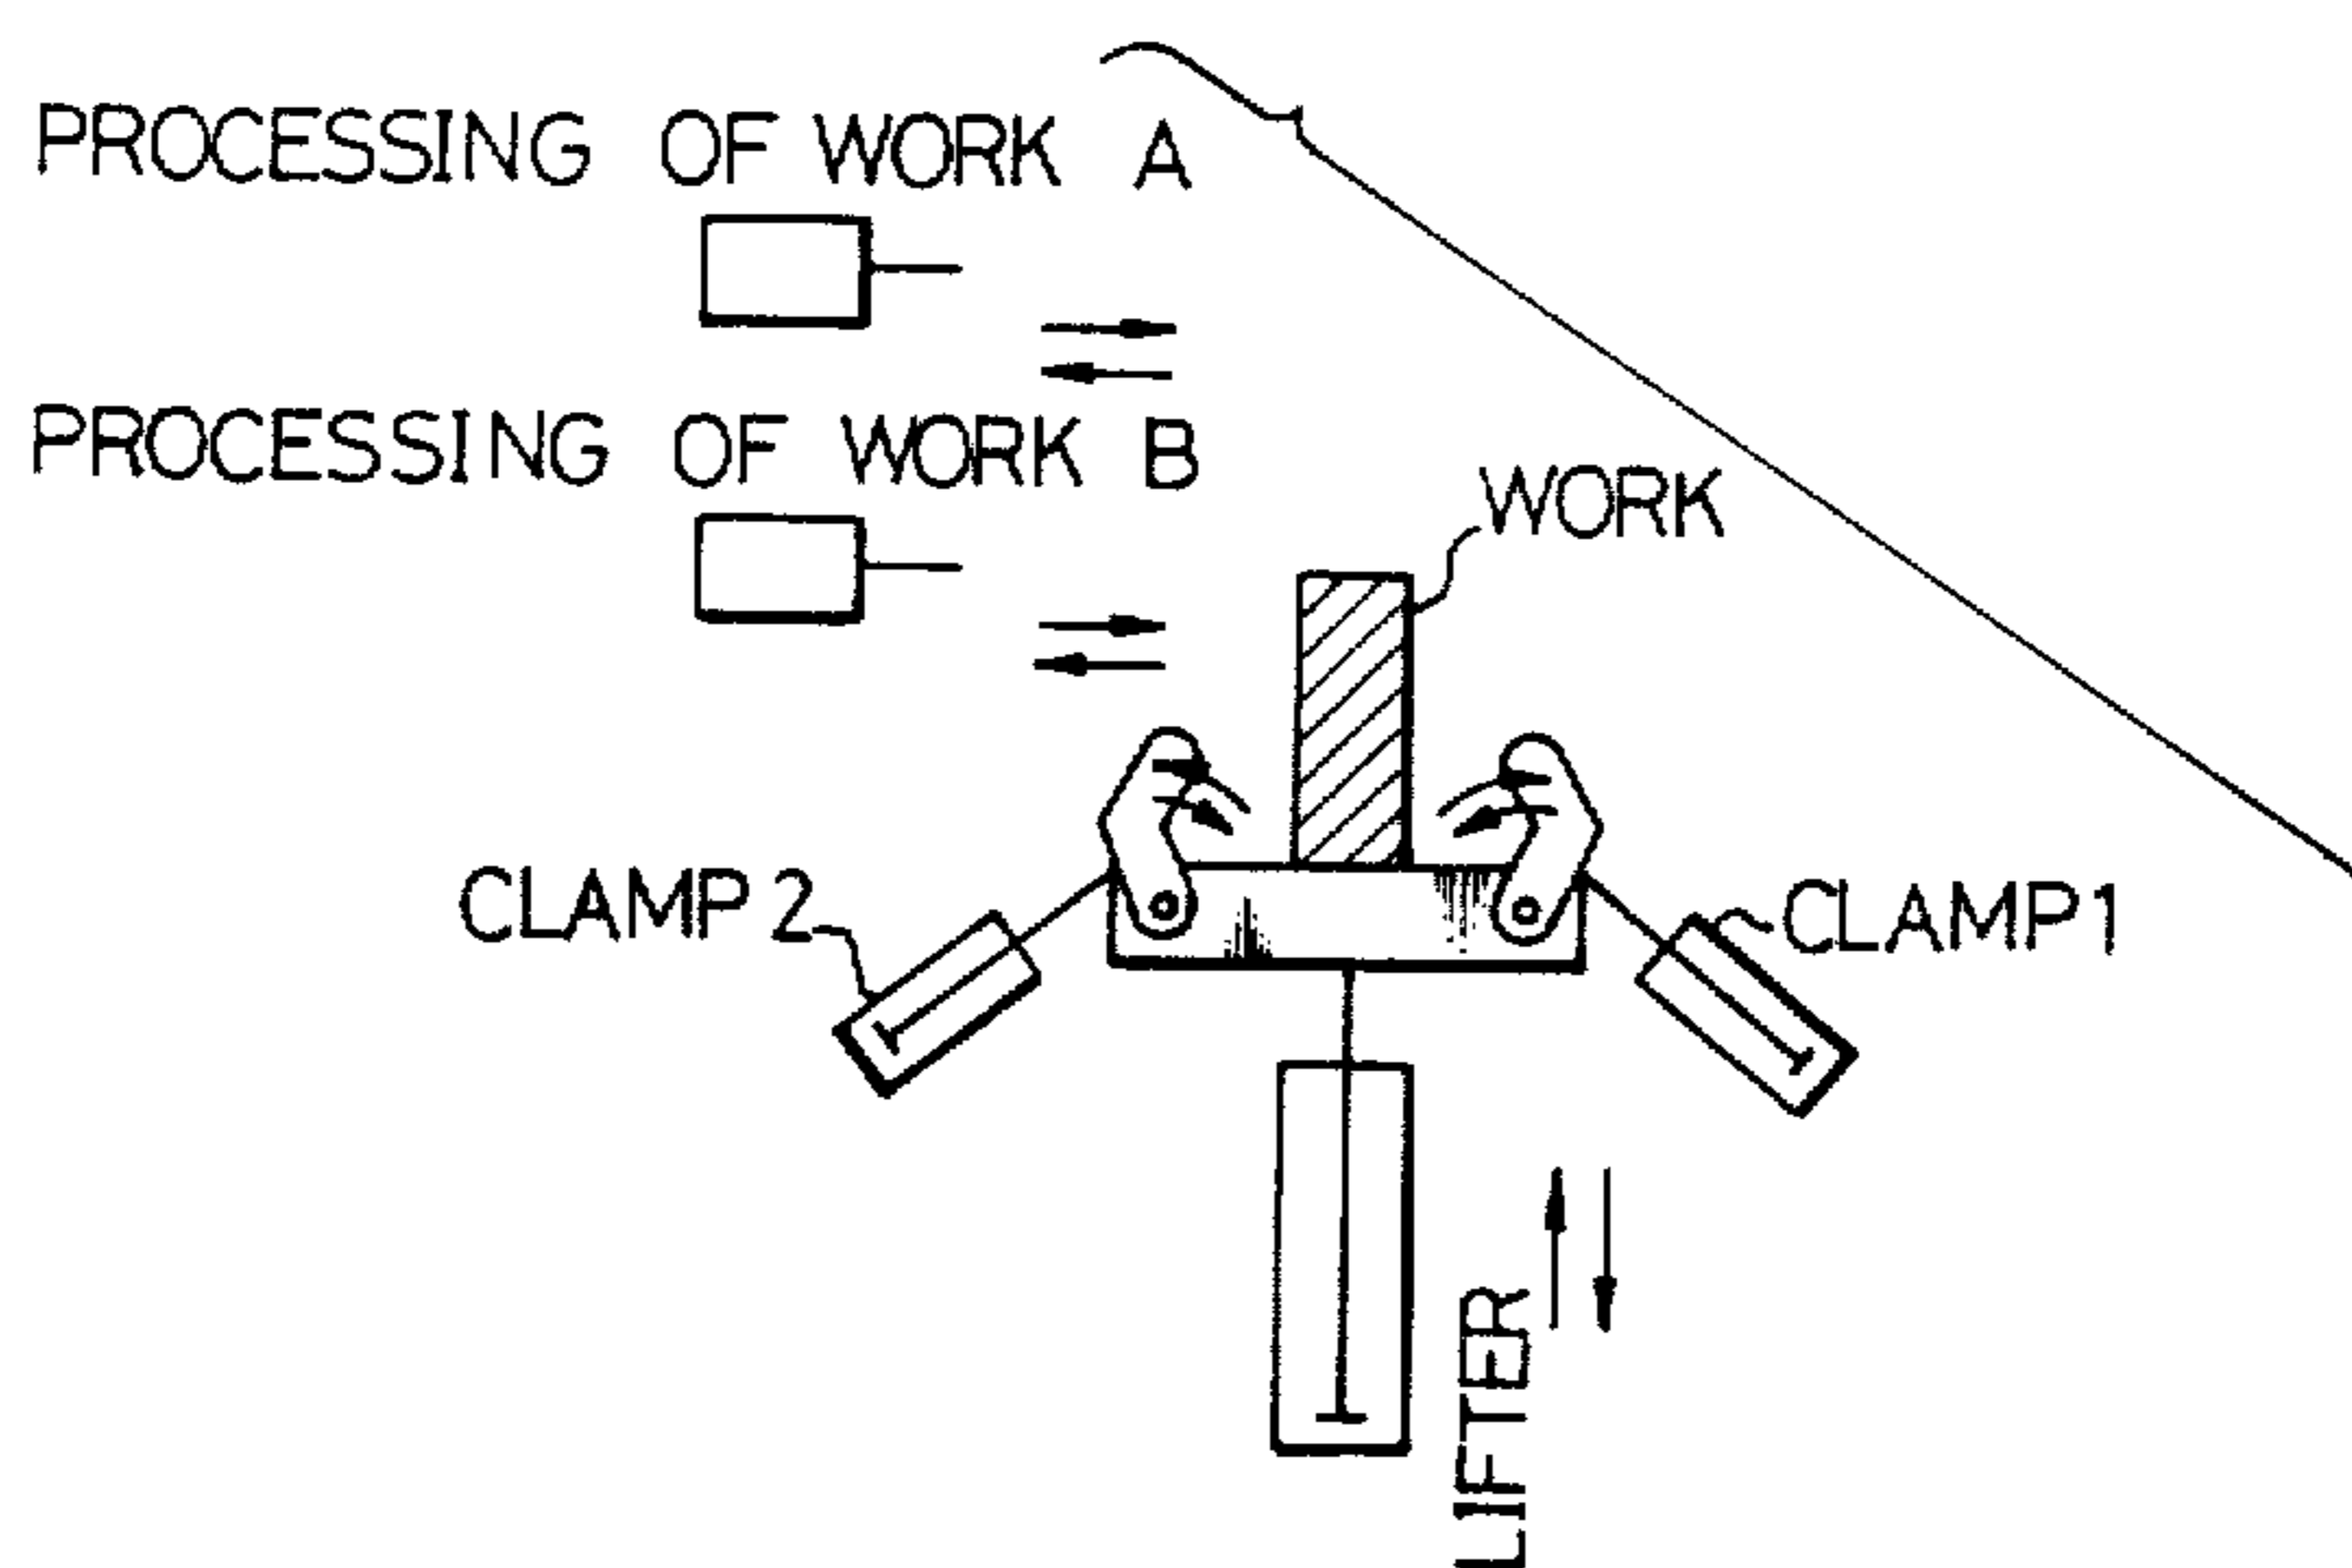 PROCESSING OF WORK A
PROCESSING OF WORK B
WORK
CLAMP 2
CLAMP 1
LIFTER